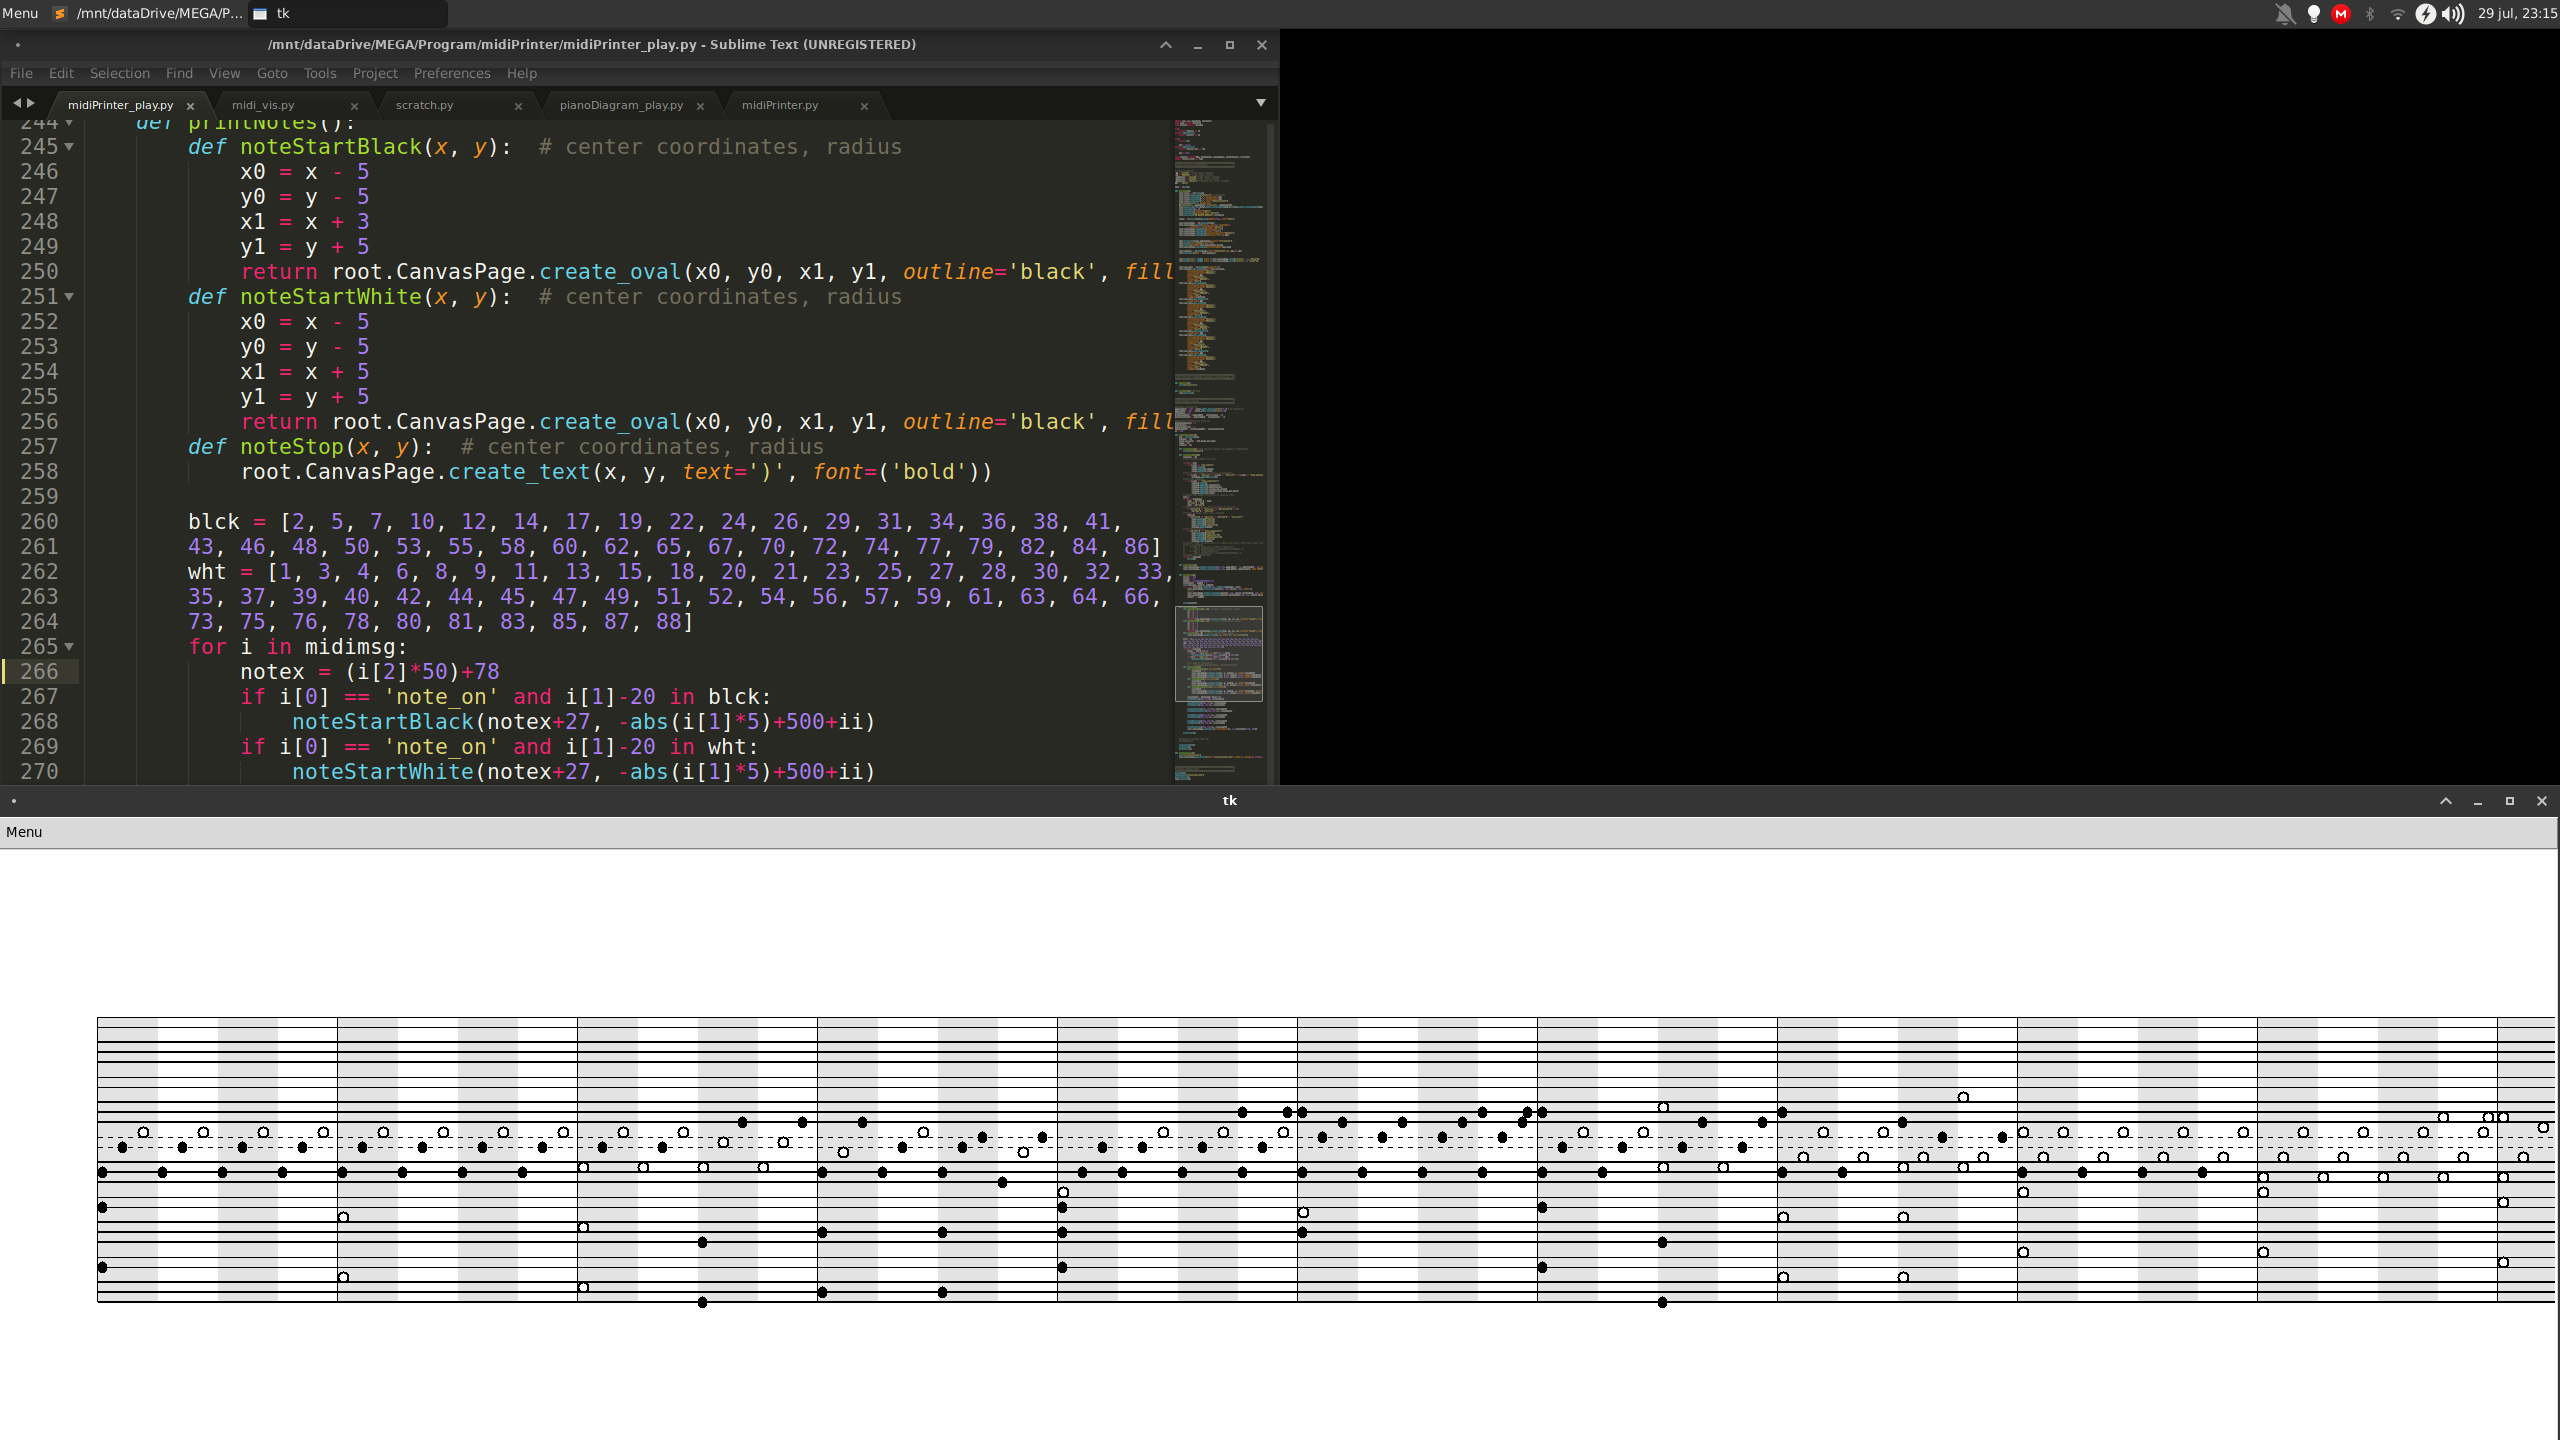 Menu /mnt/dataDrive/MEGA/P... tk 29 jul, 23:15
/mnt/dataDrive/MEGA/Program/midiPrinter/midiPrinter_play.py - Sublime Text (UNREGISTERED)
File Edit Selection Find View Goto Tools Project Preferences Help
midiPrinter_play.py midi_vis.py scratch.py pianoDiagram_play.py midiPrinter.py
244 def printNotes():
245 def noteStartBlack(x, y): # center coordinates, radius
246 x0 = x - 5
247 y0 = y - 5
248 x1 = x + 3
249 y1 = y + 5
250 return root.CanvasPage.create_oval(x0, y0, x1, y1, outline='black', fill
251 def noteStartWhite(x, y): # center coordinates, radius
252 x0 = x - 5
253 y0 = y - 5
254 x1 = x + 5
255 y1 = y + 5
256 return root.CanvasPage.create_oval(x0, y0, x1, y1, outline='black', fill
257 def noteStop(x, y): # center coordinates, radius
258 root.CanvasPage.create_text(x, y, text=')', font=('bold'))
259
260 blck = [2, 5, 7, 10, 12, 14, 17, 19, 22, 24, 26, 29, 31, 34, 36, 38, 41,
261 43, 46, 48, 50, 53, 55, 58, 60, 62, 65, 67, 70, 72, 74, 77, 79, 82, 84, 86]
262 wht = [1, 3, 4, 6, 8, 9, 11, 13, 15, 18, 20, 21, 23, 25, 27, 28, 30, 32, 33,
263 35, 37, 39, 40, 42, 44, 45, 47, 49, 51, 52, 54, 56, 57, 59, 61, 63, 64, 66,
264 73, 75, 76, 78, 80, 81, 83, 85, 87, 88]
265 for i in midimsg:
266 notex = (i[2]*50)+78
267 if i[0] == 'note_on' and i[1]-20 in blck:
268 noteStartBlack(notex+27, -abs(i[1]*5)+500+ii)
269 if i[0] == 'note_on' and i[1]-20 in wht:
270 noteStartWhite(notex+27, -abs(i[1]*5)+500+ii)
tk
Menu